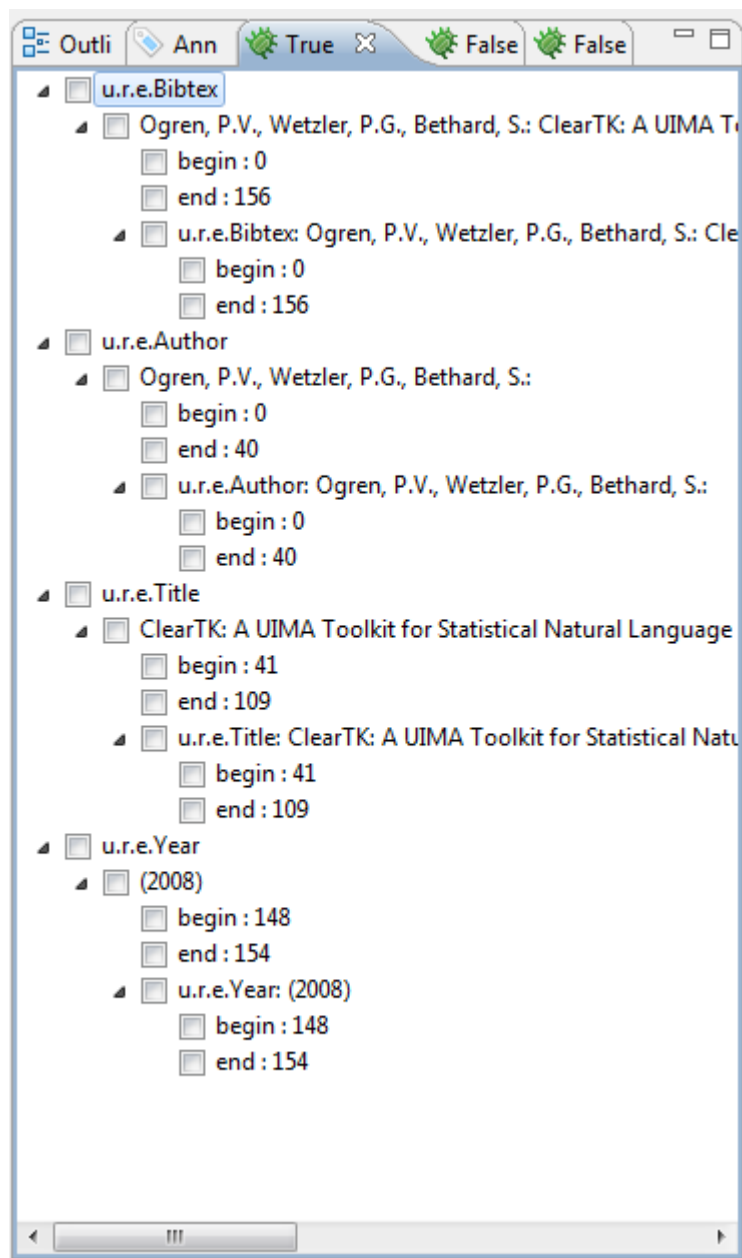 Outli Ann True False False
u.r.e.Bibtex
Ogren, P.V., Wetzler, P.G., Bethard, S.: ClearTK: A UIMA T
begin : 0
end : 156
u.r.e.Bibtex: Ogren, P.V., Wetzler, P.G., Bethard, S.: Cle
begin : 0
end : 156
u.r.e.Author
Ogren, P.V., Wetzler, P.G., Bethard, S.:
begin : 0
end : 40
u.r.e.Author: Ogren, P.V., Wetzler, P.G., Bethard, S.:
begin : 0
end : 40
u.r.e.Title
ClearTK: A UIMA Toolkit for Statistical Natural Language
begin : 41
end : 109
u.r.e.Title: ClearTK: A UIMA Toolkit for Statistical Natu
begin : 41
end : 109
u.r.e.Year
(2008)
begin : 148
end : 154
u.r.e.Year: (2008)
begin : 148
end : 154